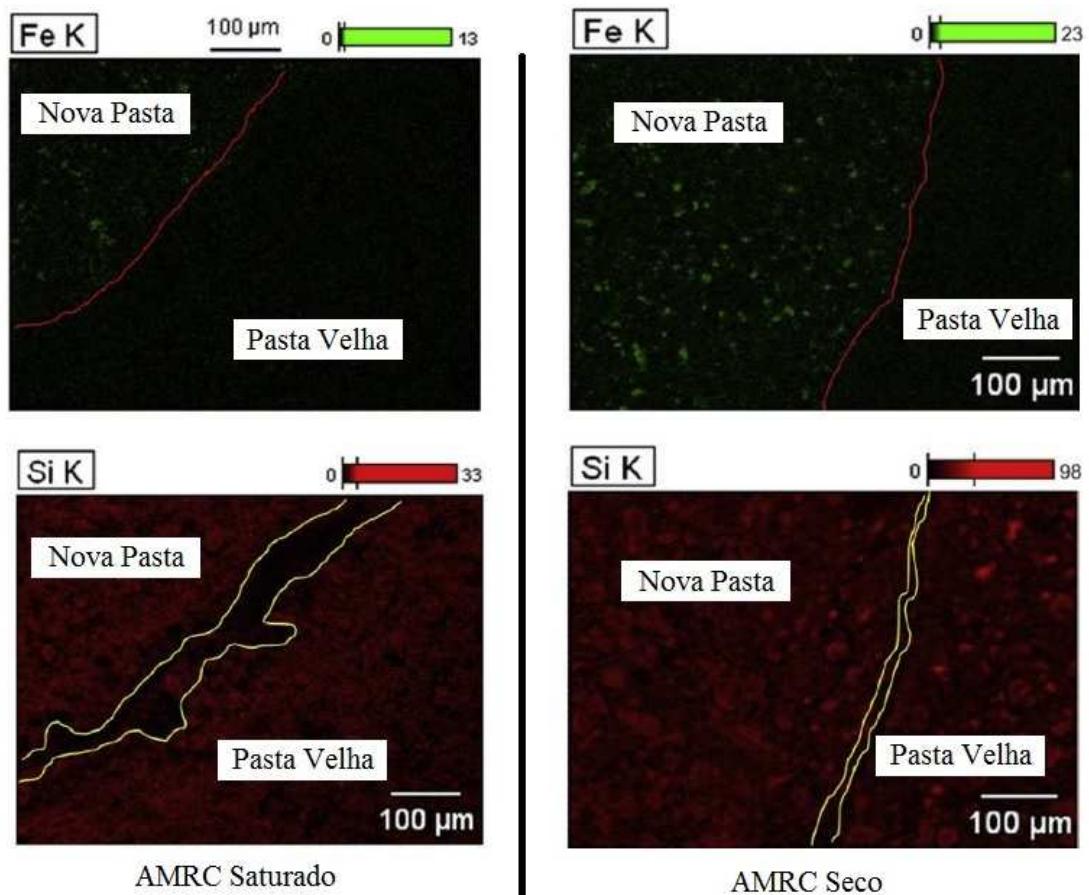 Fe K
100 µm
0
13
Nova Pasta
Pasta Velha
Si K
0
33
Nova Pasta
Pasta Velha
100 µm
AMRC Saturado
Fe K
0
23
Nova Pasta
Pasta Velha
100 µm
Si K
0
98
Nova Pasta
Pasta Velha
100 µm
AMRC Seco